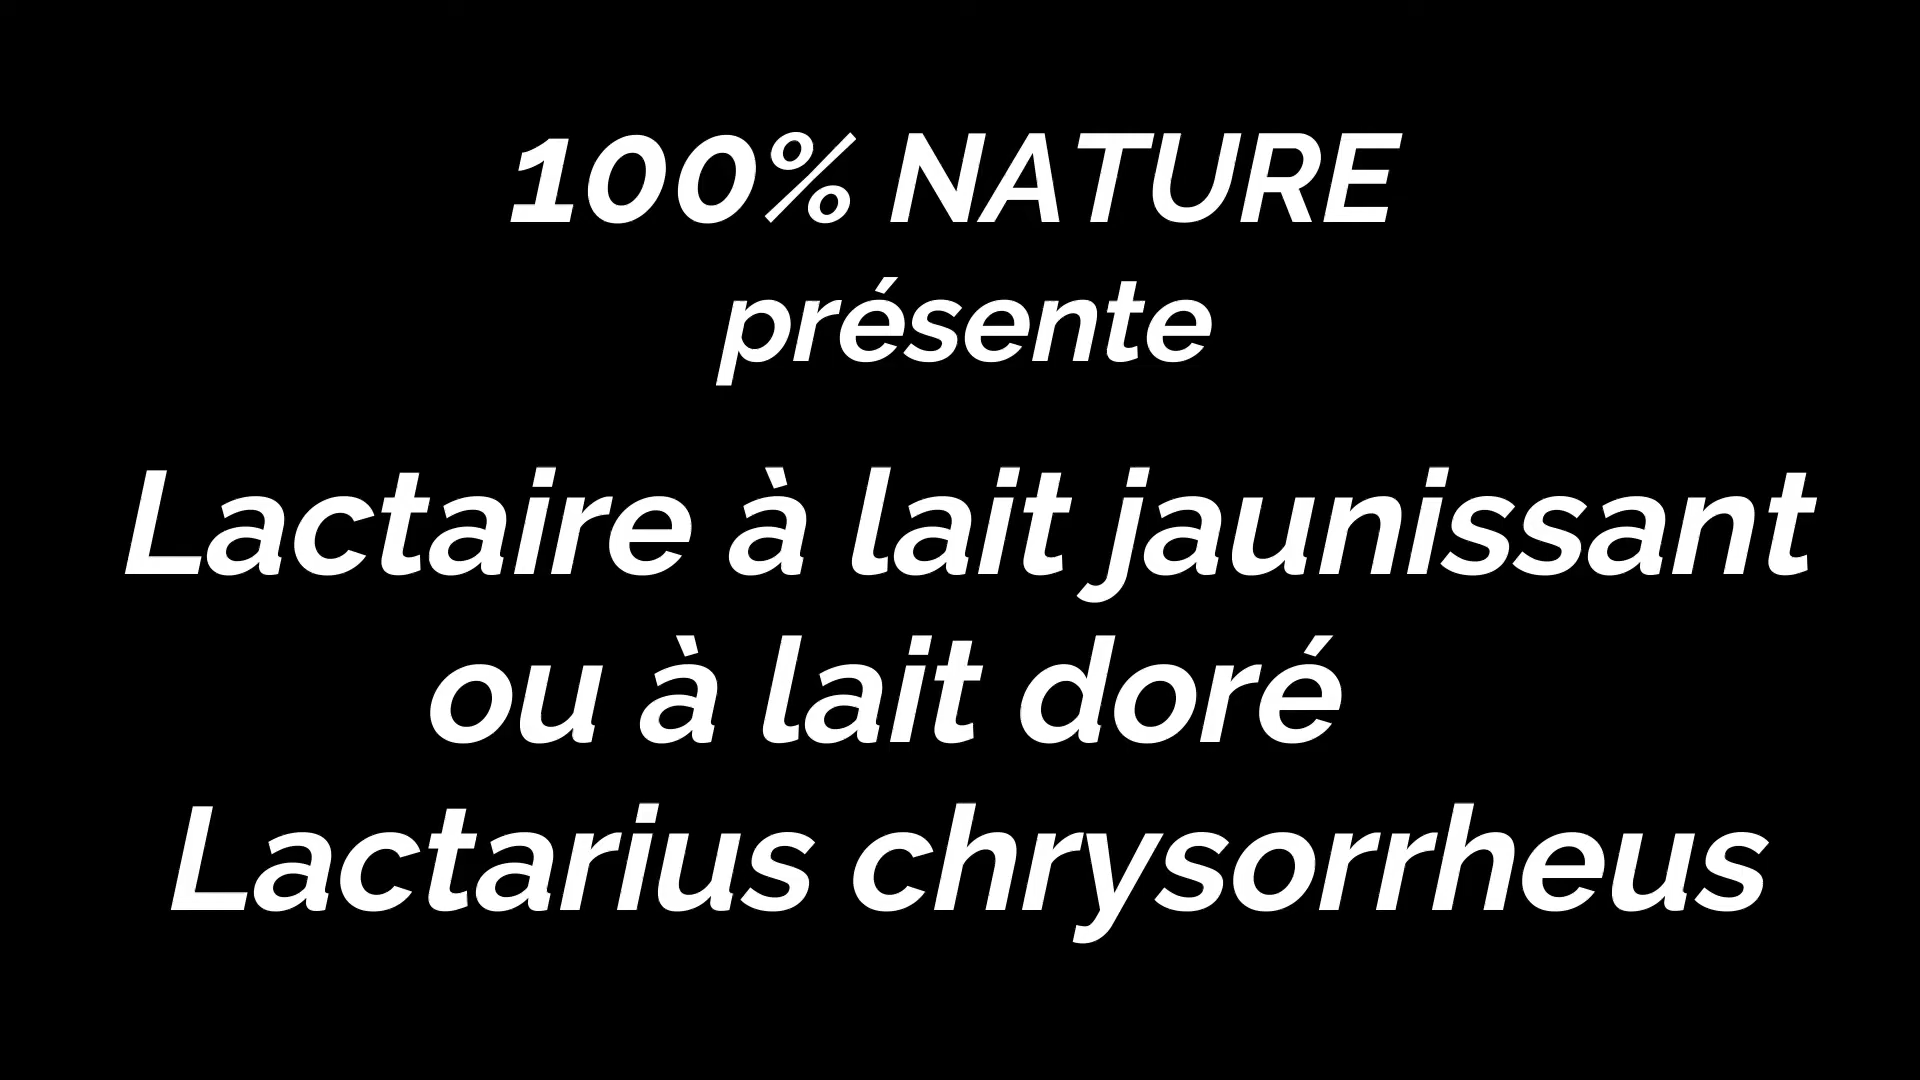 100% NATURE
présente
Lactaire à lait jaunissant
ou à lait doré
Lactarius chrysorrheus